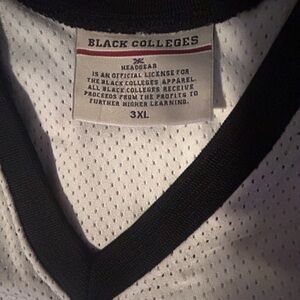 BLACK COLLEGES
HEADGEAR
IS AN OFFICIAL LICENSE FOR
THE BLACK COLLEGES APPAREL.
ALL BLACK COLLEGES RECEIVE
PROCEEDS FROM THE PROFITS TO
FURTHER HIGHER LEARNING.
3XL